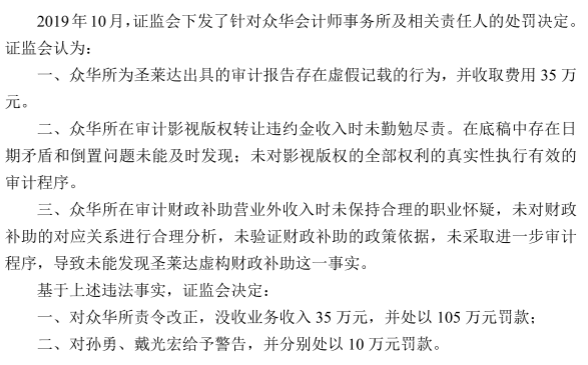 2019 年 10 月，证监会下发了针对众华会计师事务所及相关责任人的处罚决定。
证监会认为：
一、众华所为圣莱达出具的审计报告存在虚假记载的行为，并收取费用 35 万
元。
二、众华所在审计影视版权转让违约金收入时未勤勉尽责。在底稿中存在日
期矛盾和倒置问题未能及时发现；未对影视版权的全部权利的真实性执行有效的
审计程序。
三、众华所在审计财政补助营业外收入时未保持合理的职业怀疑，未对财政
补助的对应关系进行合理分析，未验证财政补助的政策依据，未采取进一步审计
程序，导致未能发现圣莱达虚构财政补助这一事实。
基于上述违法事实，证监会决定：
一、对众华所责令改正，没收业务收入 35 万元，并处以 105 万元罚款；
二、对孙勇、戴光宏给予警告，并分别处以 10 万元罚款。